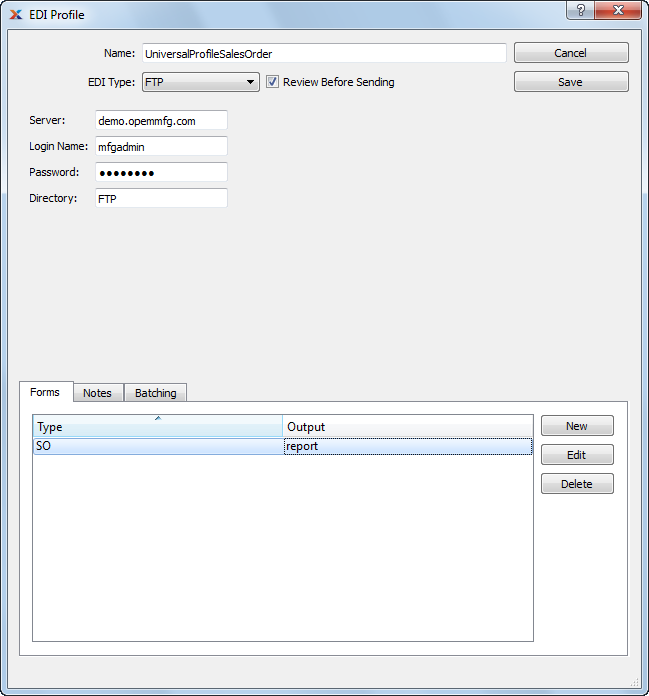 EDI Profile
Name: UniversalProfileSalesOrder Cancel
EDI Type: FTP Review Before Sending Save
Server: demo.openmfg.com
Login Name: mfgadmin
Password: ●●●●●●●●
Directory: FTP
Forms Notes Batching
Type Output New
SO report
Edit
Delete